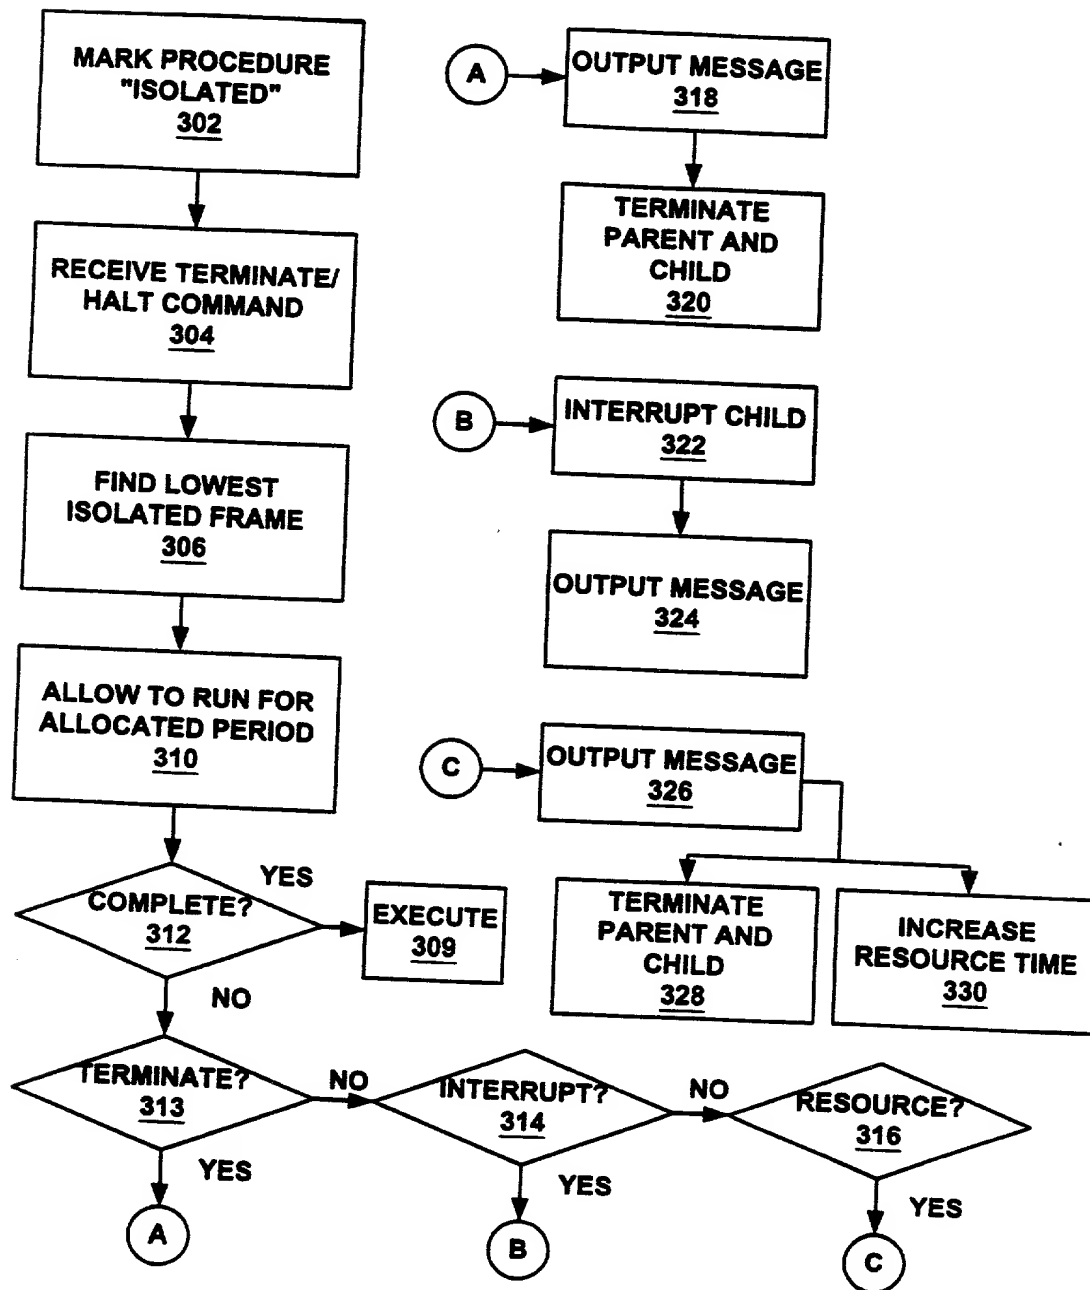 MARK PROCEDURE
"ISOLATED"
302
RECEIVE TERMINATE/
HALT COMMAND
304
FIND LOWEST
ISOLATED FRAME
306
ALLOW TO RUN FOR
ALLOCATED PERIOD
310
COMPLETE?
312
YES
EXECUTE
309
NO
TERMINATE?
313
NO
INTERRUPT?
314
NO
RESOURCE?
316
YES
A
YES
B
YES
C
A
OUTPUT MESSAGE
318
TERMINATE
PARENT AND
CHILD
320
B
INTERRUPT CHILD
322
OUTPUT MESSAGE
324
C
OUTPUT MESSAGE
326
TERMINATE
PARENT AND
CHILD
328
INCREASE
RESOURCE TIME
330